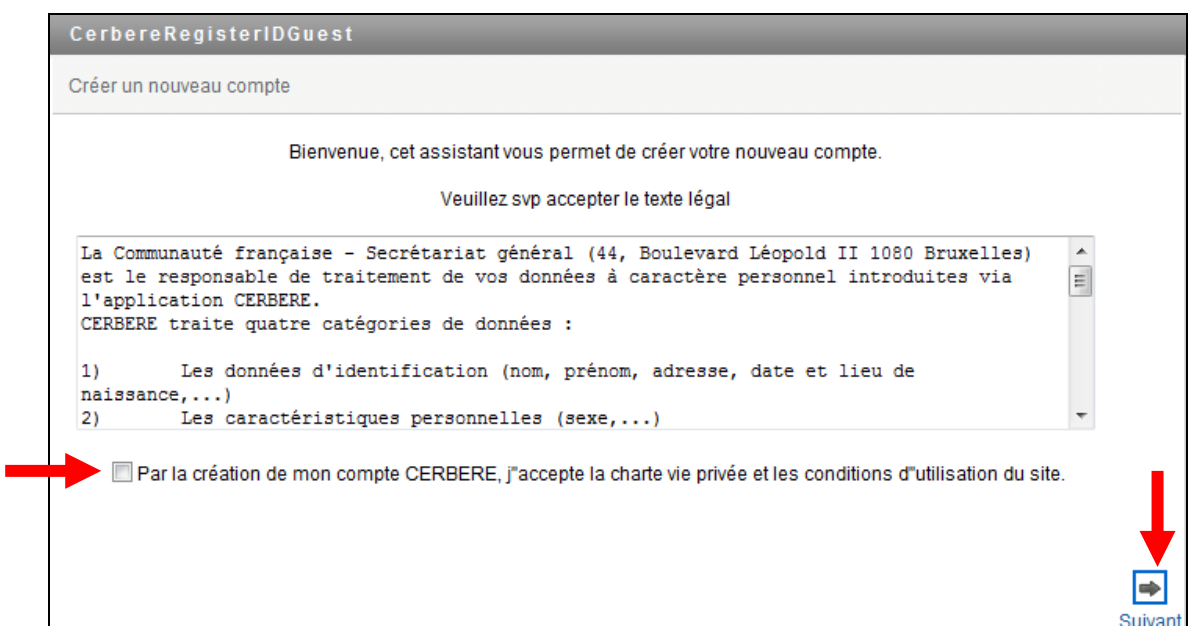 CerbereRegisterIDGuest
Créer un nouveau compte
Bienvenue, cet assistant vous permet de créer votre nouveau compte.
Veuillez svp accepter le texte légal
La Communauté française - Secrétariat général (44, Boulevard Léopold II 1080 Bruxelles)
est le responsable de traitement de vos données à caractère personnel introduites via
l'application CERBERE.
CERBERE traite quatre catégories de données :
1) Les données d'identification (nom, prénom, adresse, date et lieu de
naissance,...)
2) Les caractéristiques personnelles (sexe,...)
Par la création de mon compte CERBERE, j"accepte la charte vie privée et les conditions d"utilisation du site.
Suivant